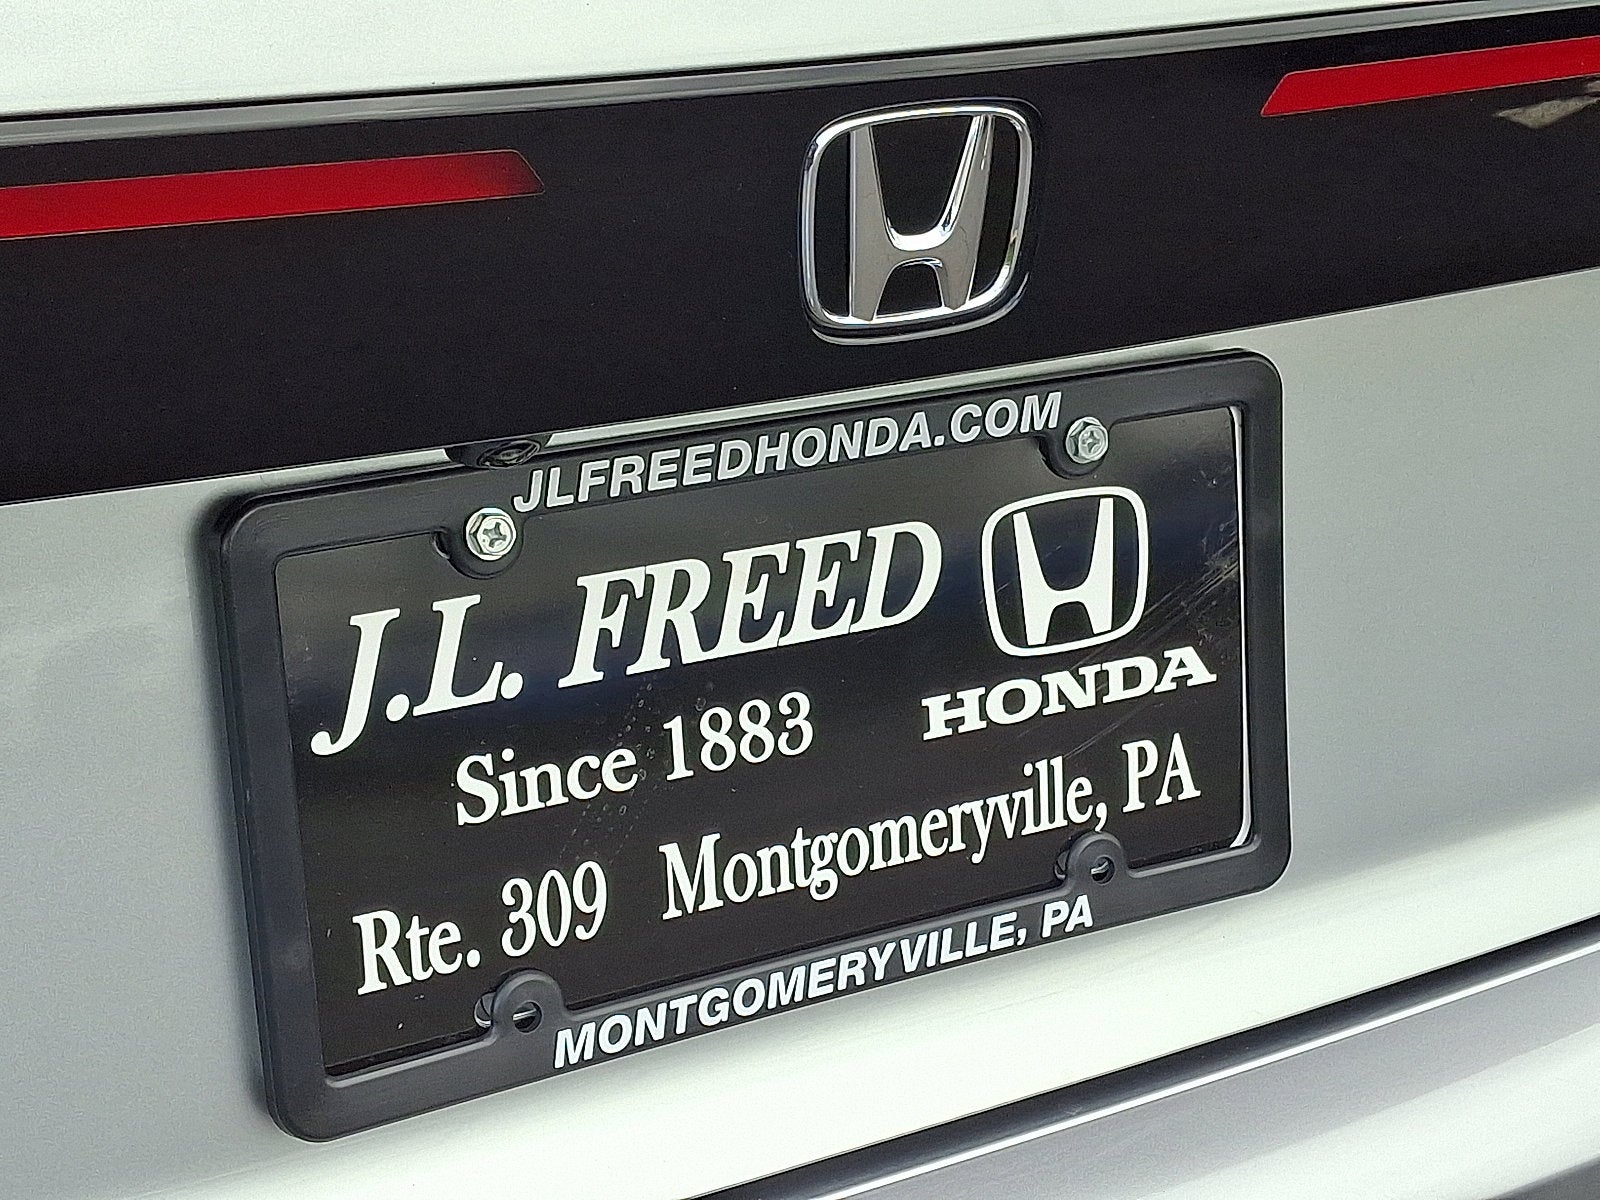 JLFREEDHONDA.COM
J.L. FREED
HONDA
Since 1883
Rte. 309 Montgomeryville, PA
MONTGOMERYVILLE, PA